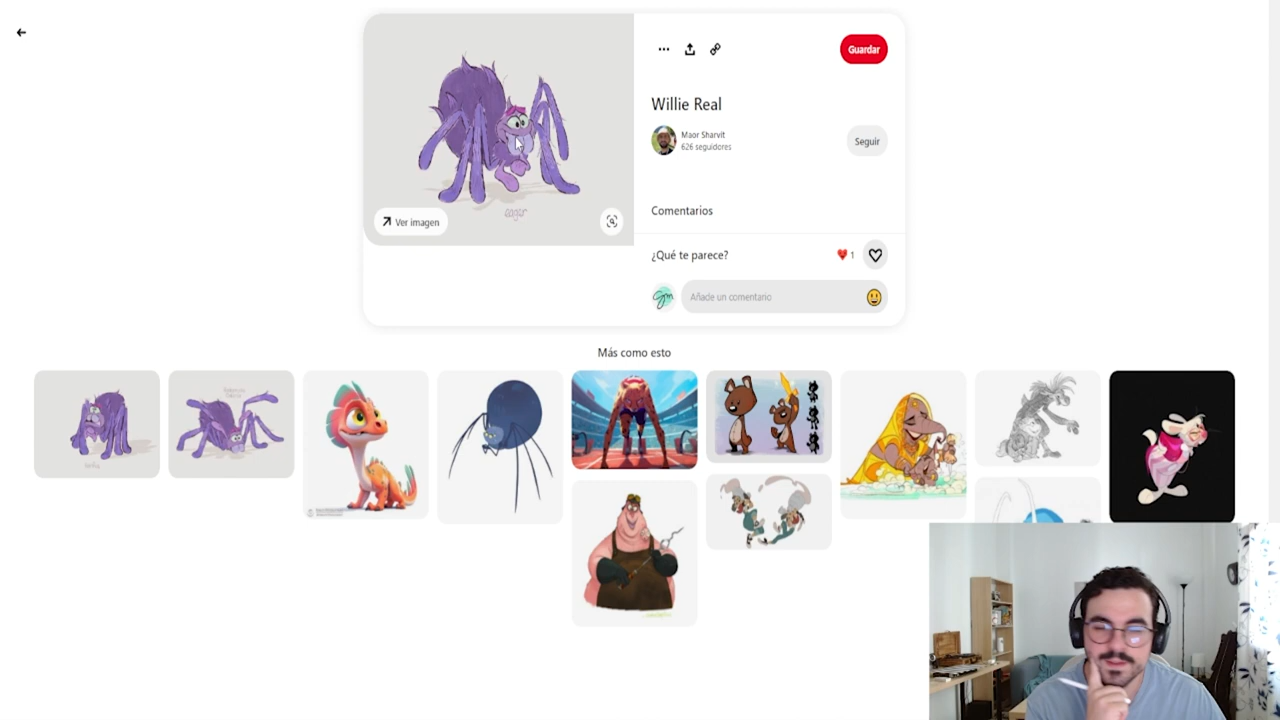 Guardar
Willie Real
Maor Sharvit
626 seguidores
Seguir
eager
Ver imagen
Comentarios
¿Qué te parece?
1
Añade un comentario
Más como esto